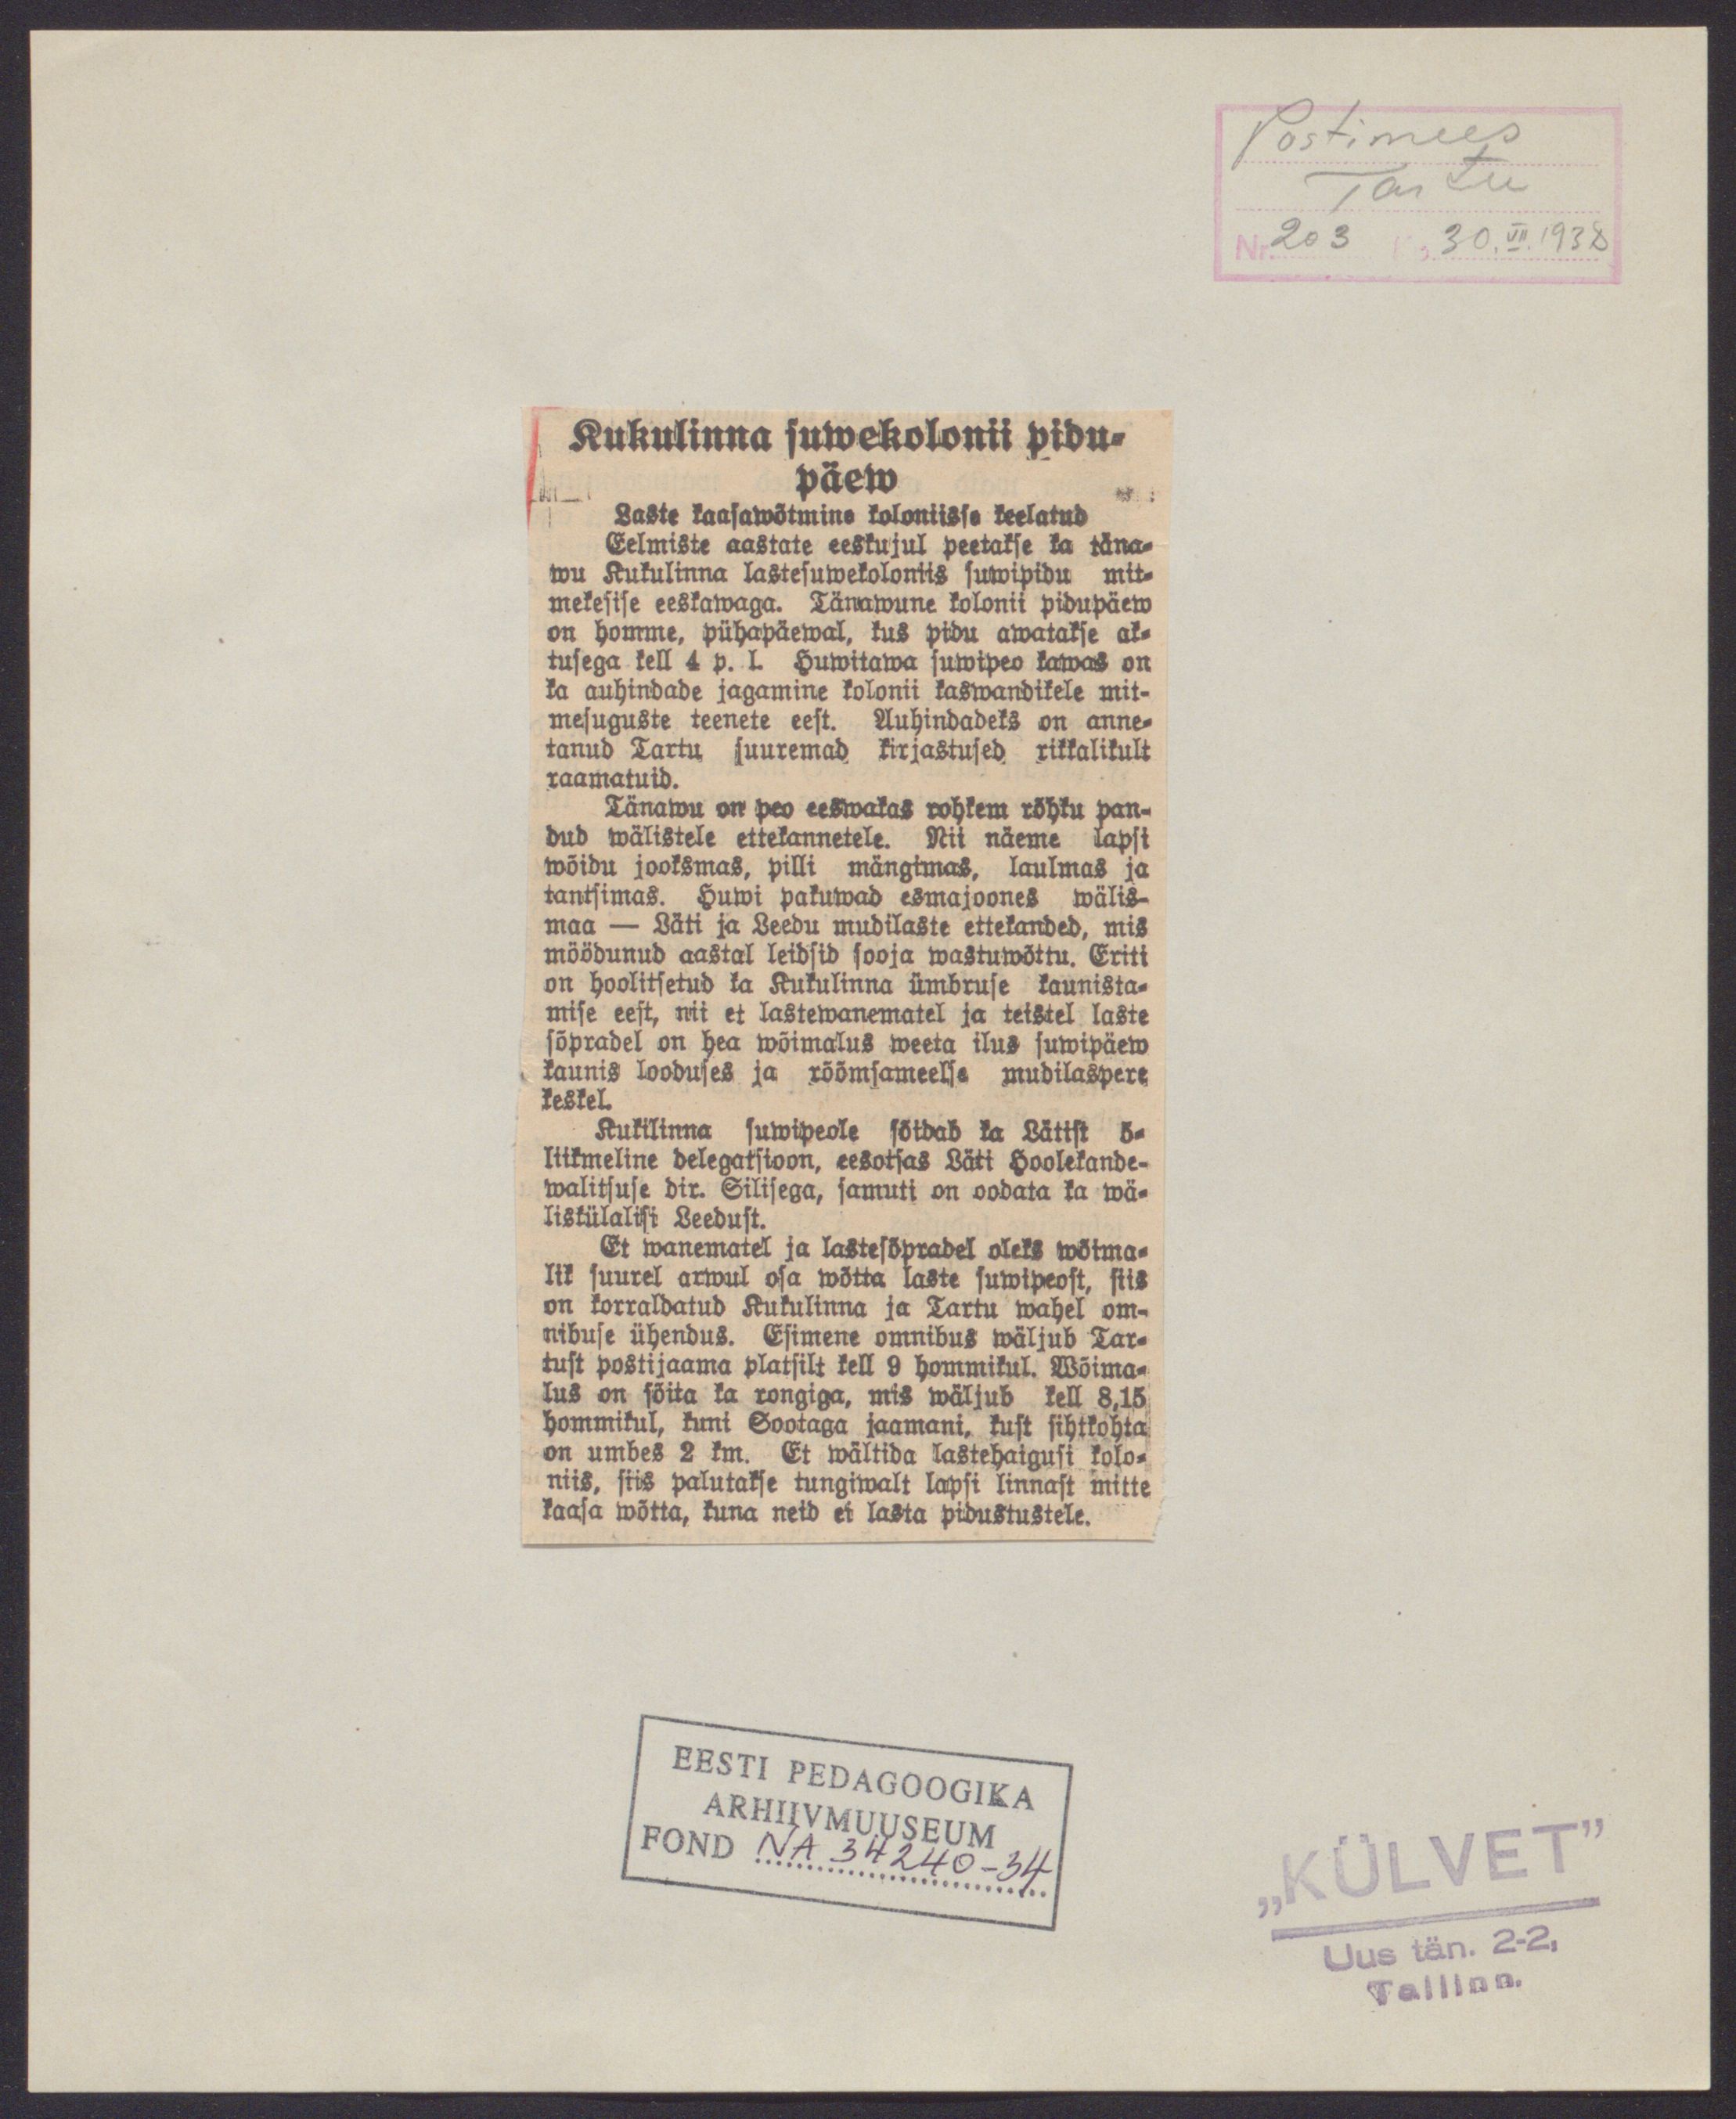 Postimees
Tartu
Nr. 203 30. VII. 1938
Kukulinna suwekolonii pidu-
päew
Laste kaasawõtmine koloniisse keelatud
Eelmiste aastate eeskujul peetakse ka täna-
wu Kukulinna lastesuwekoloniis suwipidu mit-
mekesise eeskawaga. Tänawune kolonii pidupäew
on homme, pühapäewal, kus pidu awatakse ak-
tusega kell 4 p. l. Huwitawa suwipeo kawas on
ka auhindade jagamine kolonii kaswandikele mit-
mesuguste teenete eest. Auhindadeks on anne-
tanud Tartu suuremad kirjastused rikkalikult
raamatuid.
Tänawu on peo eeswakas rohkem rõhku pan-
dud wälistele ettekannetele. Nii näeme lapsi
wõidu jooksmas, pilli mängimas, laulmas ja
tantsimas. Huwi pakuwad esmajoones wälis-
maa — Läti ja Leedu mudilaste ettekanded, mis
möödunud aastal leidsid sooja wastuwõttu. Eriti
on hoolitsetud ka Kukulinna ümbruse kaunista-
mise eest, nii et lastewanematel ja teistel laste
sõpradel on hea wõimalus weeta ilus suwipäew
kaunis looduses ja rõõmsameelse mudilaspere
keskel.
Kukilinna suwipeole sõidab ka Lätist 5-
liikmeline delegatsioon, eesotsas Läti Hoolekande-
walitsuse dir. Silisega, samuti on oodata ka wä-
liskülalisi Leedust.
Et wanematel ja lastesõpradel oleks wõima-
lik suurel arwul osa wõtta laste suwipeost, siis
on korraldatud Kukulinna ja Tartu wahel om-
nibuse ühendus. Esimene omnibus wäljub Tar-
tust postijaama platsilt kell 9 hommikul. Wõima-
lus on sõita ka rongiga, mis wäljub kell 8,15
hommikul, kuni Sootaga jaamani, kust sihtkohta
on umbes 2 km. Et wältida lastehaigusi kolo-
niis, siis palutakse tungiwalt lapsi linnast mitte
kaasa wõtta, kuna neid ei lasta pidustustele.
EESTI PEDAGOOGIKA
ARHIIVMUUSEUM
FOND NA 34240-34
„KÜLVET”
Uus tän. 2-2,
Tallinn.